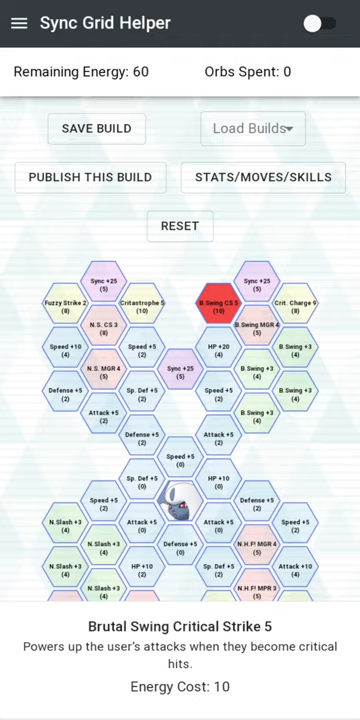 Sync Grid Helper
Remaining Energy: 60
Orbs Spent: 0
SAVE BUILD
Load Builds
PUBLISH THIS BUILD
STATS/MOVES/SKILLS
RESET
Sync +25
(5)
Sync +25
(5)
Fuzzy Strike 2
(8)
Critastrophe 5
(10)
B.Swing CS 5
(10)
Crit. Charge 9
(8)
N.S. CS 3
(8)
B.Swing MGR 4
(5)
Speed +10
(4)
Speed +5
(2)
HP +20
(4)
B.Swing +3
(4)
N.S. MGR 4
(5)
Sync +25
(5)
B.Swing +3
(4)
Defense +5
(2)
Sp. Def +5
(2)
Speed +5
(2)
B.Swing +3
(4)
Attack +5
(2)
B.Swing +3
(4)
Defense +5
(2)
Attack +5
(2)
Speed +5
(0)
Sp. Def +5
(0)
HP +10
(0)
Speed +5
(2)
Defense +5
(2)
N.Slash +3
(4)
Attack +5
(0)
Attack +5
(0)
Speed +5
(2)
N.Slash +3
(4)
Defense +5
(0)
N.H.F! MGR 4
(5)
N.Slash +3
(4)
HP +10
(2)
Sp. Def +5
(2)
Attack +10
(4)
N.Slash +3
(4)
N.H.F! MPR 3
(5)
Brutal Swing Critical Strike 5
Powers up the user's attacks when they become critical
hits.
Energy Cost: 10